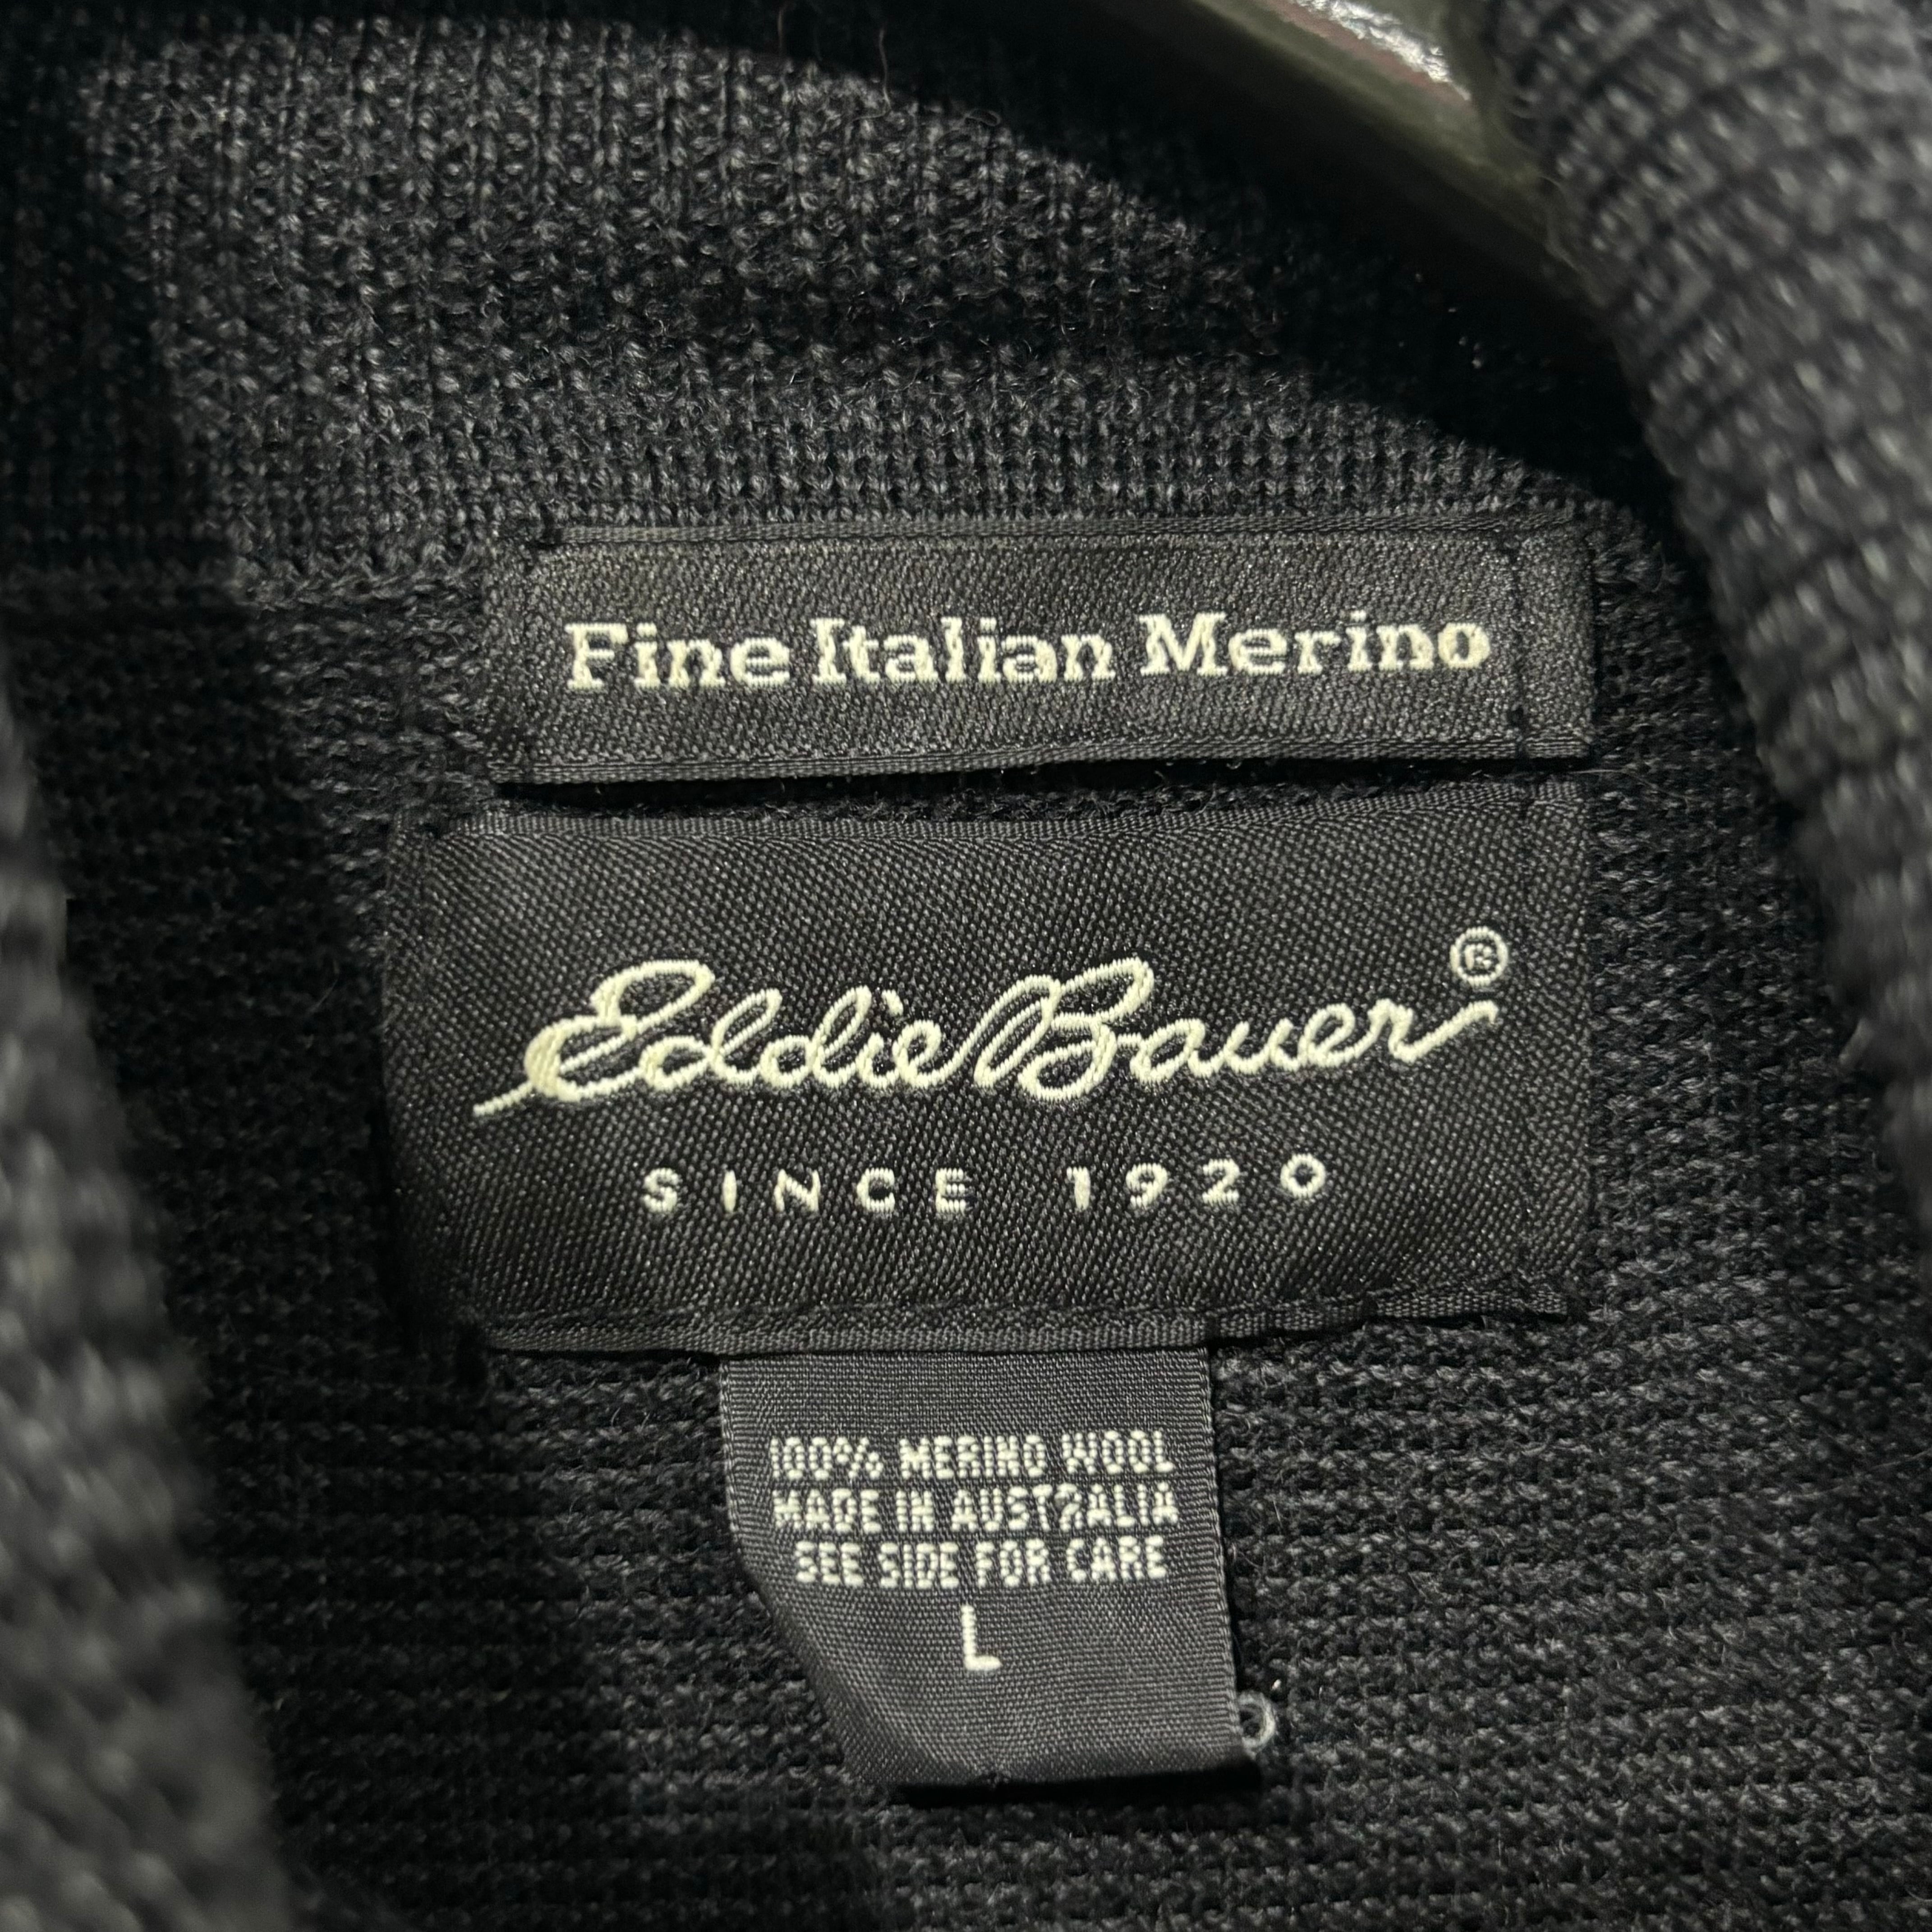 Fine Italian Merino
Eddie Bauer®
SINCE 1920
100% MERINO WOOL
MADE IN AUSTRALIA
SEE SIDE FOR CARE
L